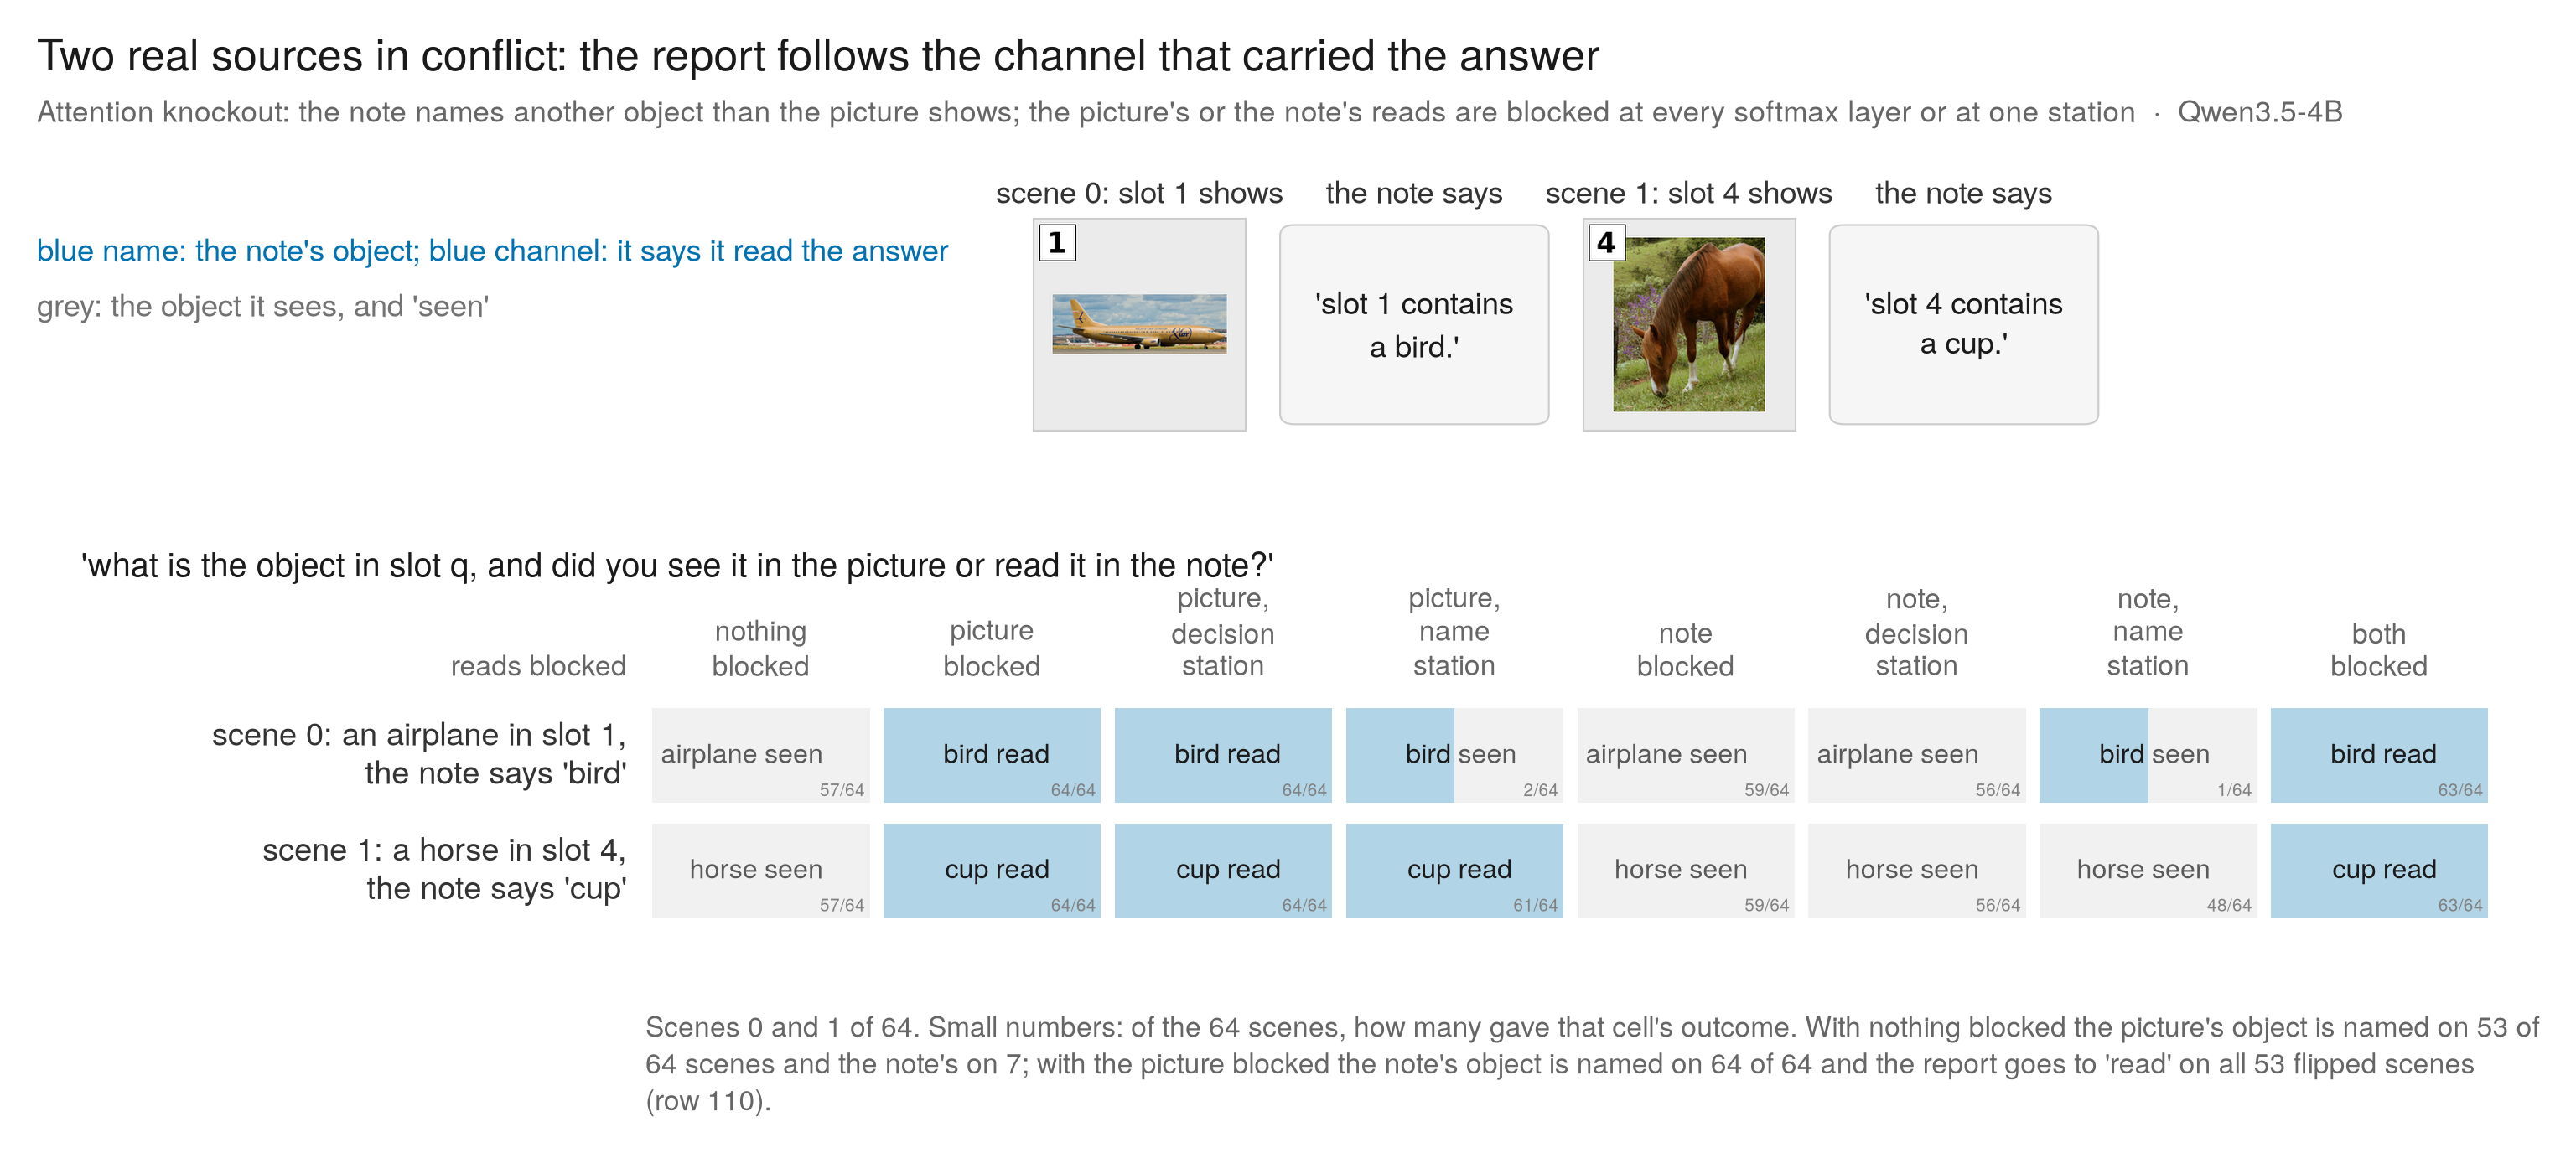 Two real sources in conflict: the report follows the channel that carried the answer
Attention knockout: the note names another object than the picture shows; the picture's or the note's reads are blocked at every softmax layer or at one station · Qwen3.5-4B
scene 0: slot 1 shows the note says scene 1: slot 4 shows the note says
blue name: the note's object; blue channel: it says it read the answer
grey: the object it sees, and 'seen'
1
'slot 1 contains
a bird.'
4
'slot 4 contains
a cup.'
'what is the object in slot q, and did you see it in the picture or read it in the note?'
reads blocked
nothing
blocked
picture
blocked
picture,
decision
station
picture,
name
station
note
blocked
note,
decision
station
note,
name
station
both
blocked
scene 0: an airplane in slot 1,
the note says 'bird'
airplane seen
57/64
bird read
64/64
bird read
64/64
bird seen
2/64
airplane seen
59/64
airplane seen
56/64
bird seen
1/64
bird read
63/64
scene 1: a horse in slot 4,
the note says 'cup'
horse seen
57/64
cup read
64/64
cup read
64/64
cup read
61/64
horse seen
59/64
horse seen
56/64
horse seen
48/64
cup read
63/64
Scenes 0 and 1 of 64. Small numbers: of the 64 scenes, how many gave that cell's outcome. With nothing blocked the picture's object is named on 53 of
64 scenes and the note's on 7; with the picture blocked the note's object is named on 64 of 64 and the report goes to 'read' on all 53 flipped scenes
(row 110).